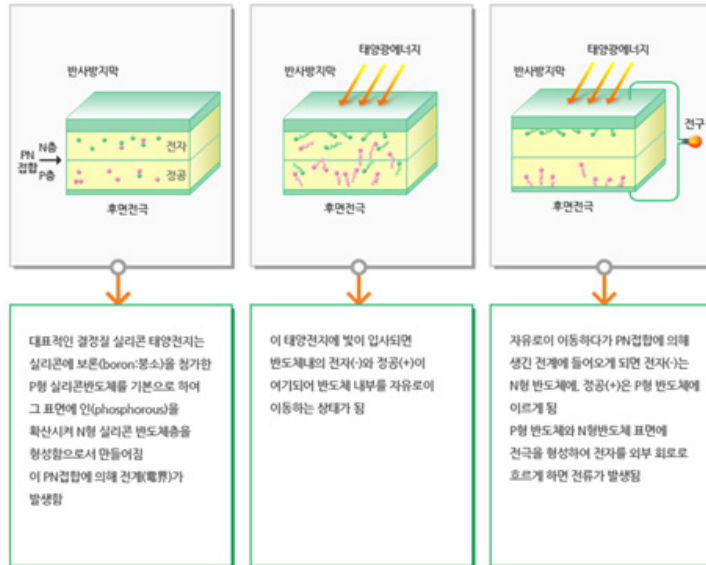 반사방지막
PN
접합
N층
P층
전자
정공
후면전극
태양광에너지
반사방지막
후면전극
태양광에너지
반사방지막
전구
후면전극
대표적인 결정질 실리콘 태양전지는
실리콘에 보론(boron:붕소)을 첨가한
P형 실리콘반도체를 기본으로 하여
그 표면에 인(phosphorous)을
확산시켜 N형 실리콘 반도체층을
형성함으로서 만들어짐
이 PN접합에 의해 전계(電界)가
발생함
이 태양전지에 빛이 입사되면
반도체내의 전자(-)와 정공(+)이
여기되어 반도체 내부를 자유로이
이동하는 상태가 됨
자유로이 이동하다가 PN접합에 의해
생긴 전계에 들어오게 되면 전자(-)는
N형 반도체에, 정공(+)은 P형 반도체에
이르게 됨
P형 반도체와 N형반도체 표면에
전극을 형성하여 전자를 외부 회로로
흐르게 하면 전류가 발생됨